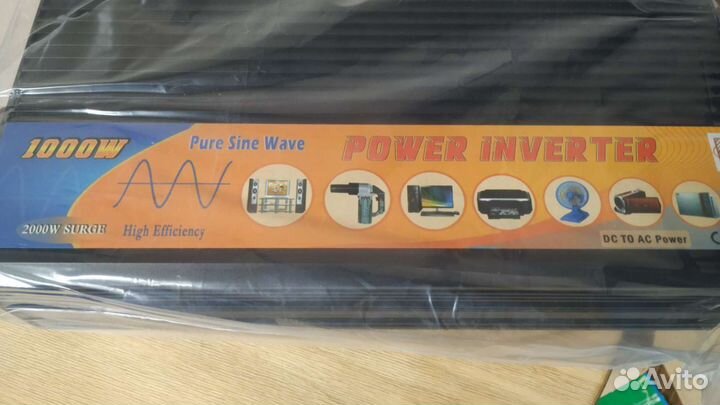 1000W
Pure Sine Wave
POWER INVERTER
2000W SURGE
High Efficiency
DC TO AC Power
Avito